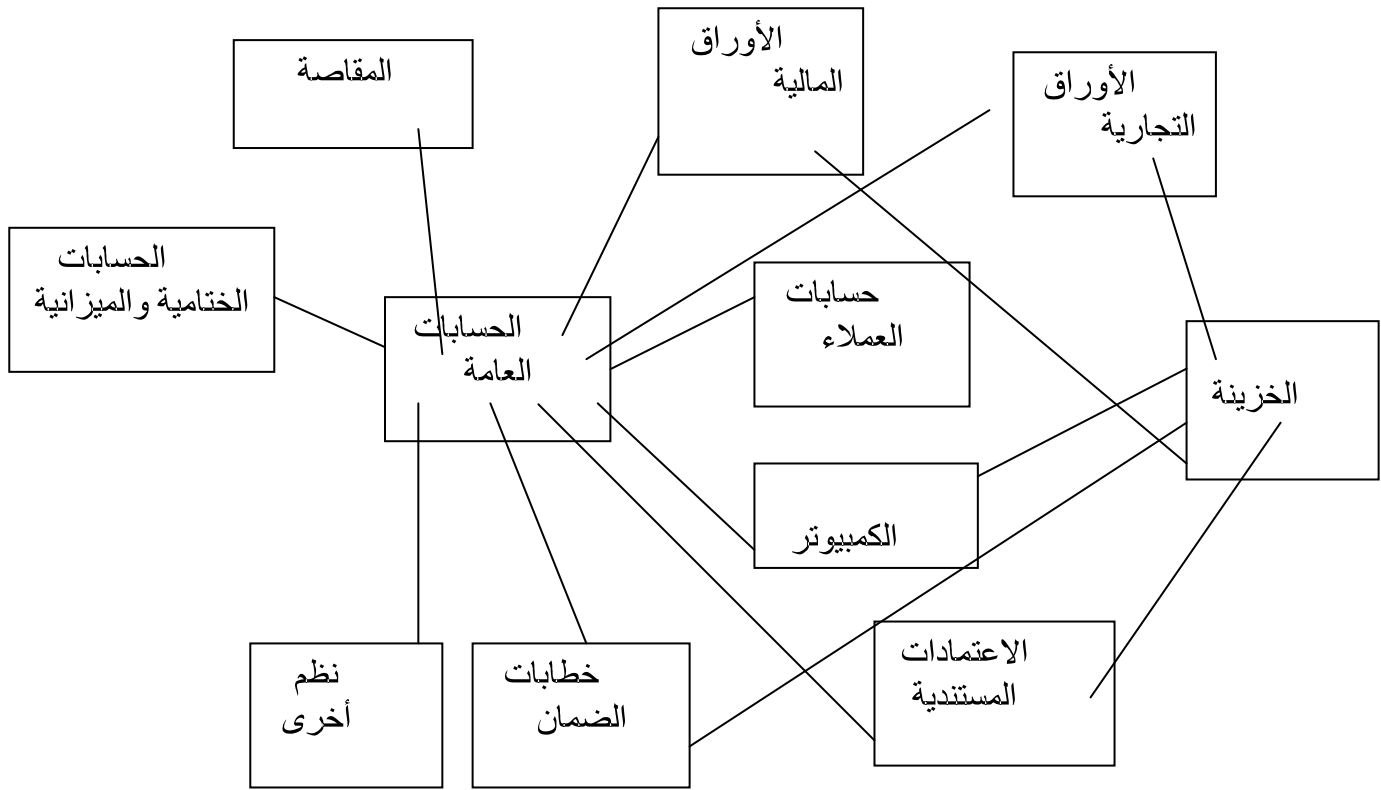 المقاصة
الأوراق
المالية
الأوراق
التجارية
الحسابات
الختامية والميزانية
الحسابات
العامة
حسابات
العملاء
الخزينة
الكمبيوتر
نظم
أخرى
خطابات
الضمان
الاعتمادات
المستندية